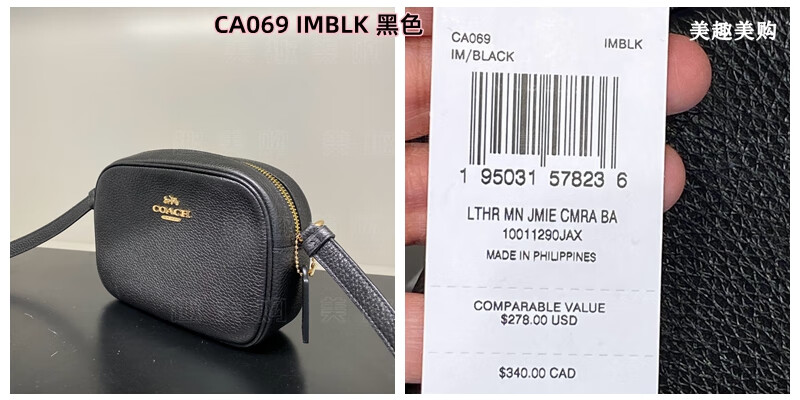 CA069 IMBLK 黑色
COACH
美趣美购
CA069 IMBLK
IM/BLACK
1 95031 57823 6
LTHR MN JMIE CMRA BA
10011290JAX
MADE IN PHILIPPINES
COMPARABLE VALUE
$278.00 USD
$340.00 CAD